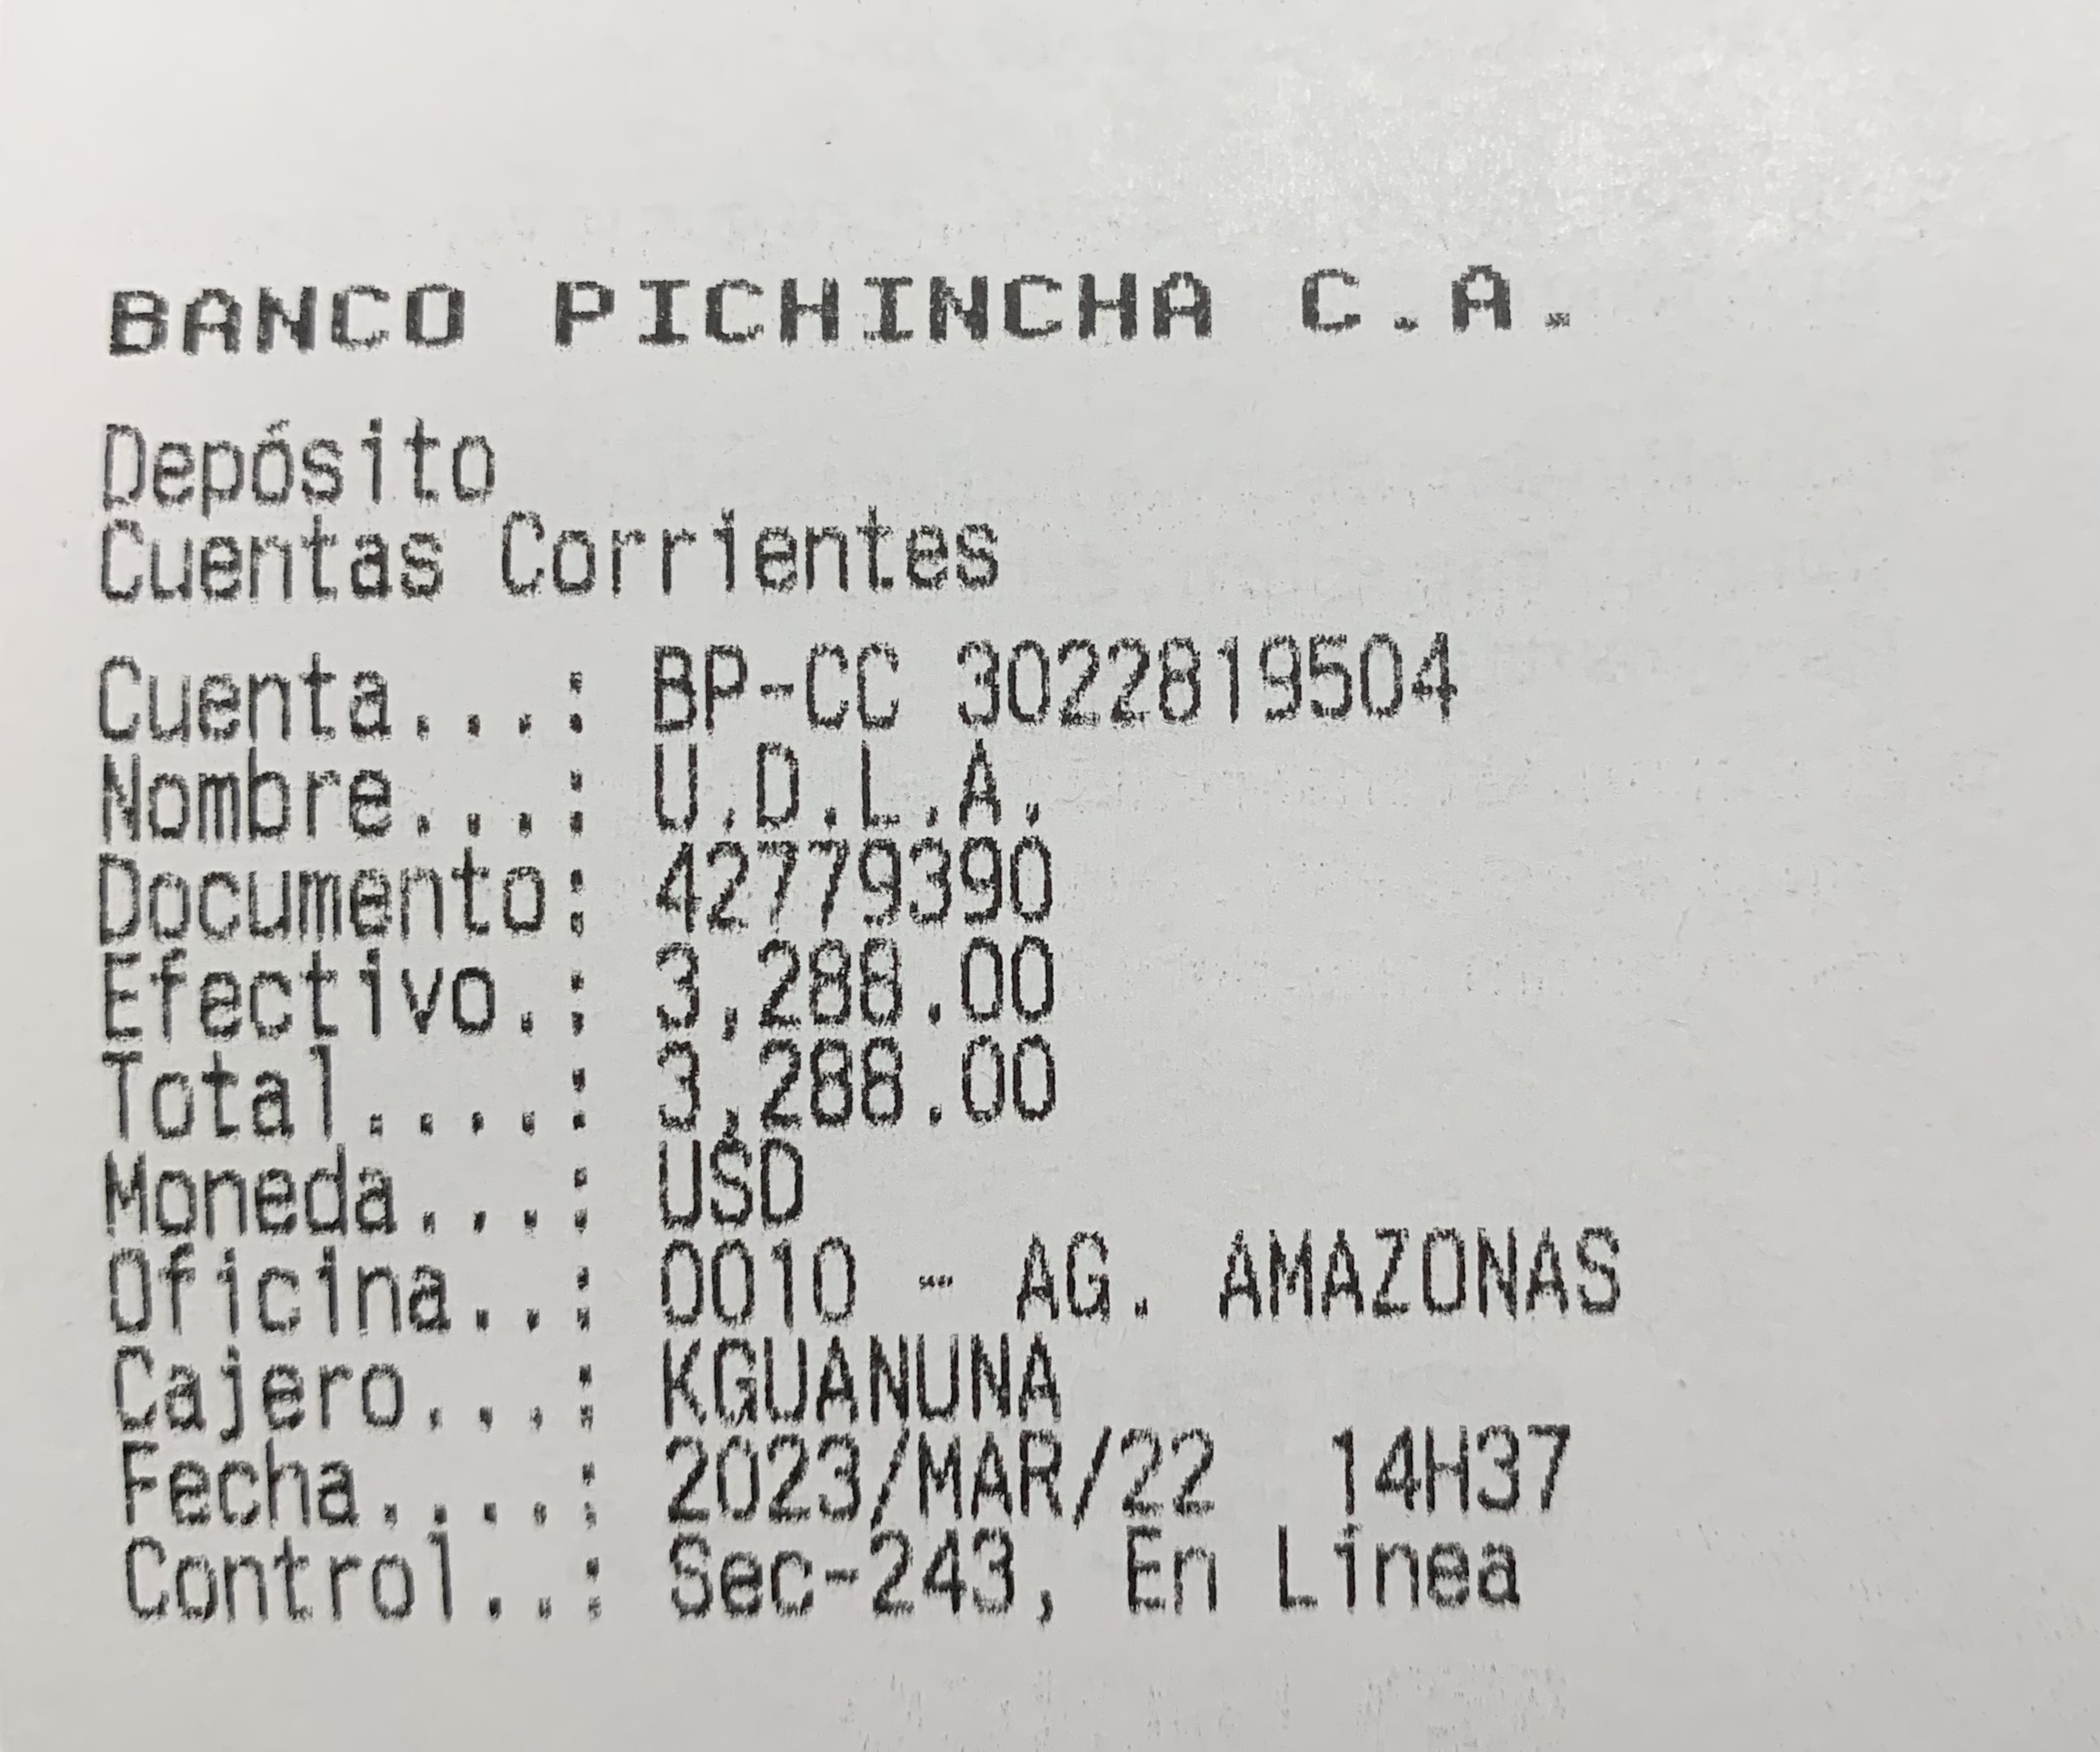 BANCO PICHINCHA C.A.
Depósito
Cuentas Corrientes
Cuenta...: BP-CC 3022819504
Nombre...: U.D.L.A.
Documento: 42779390
Efectivo.: 3,288.00
Total....: 3,288.00
Moneda...: USD
Oficina..: 0010 - AG. AMAZONAS
Cajero...: KGUANUNA
Fecha....: 2023/MAR/22 14H37
Control..: Sec-243, En Línea